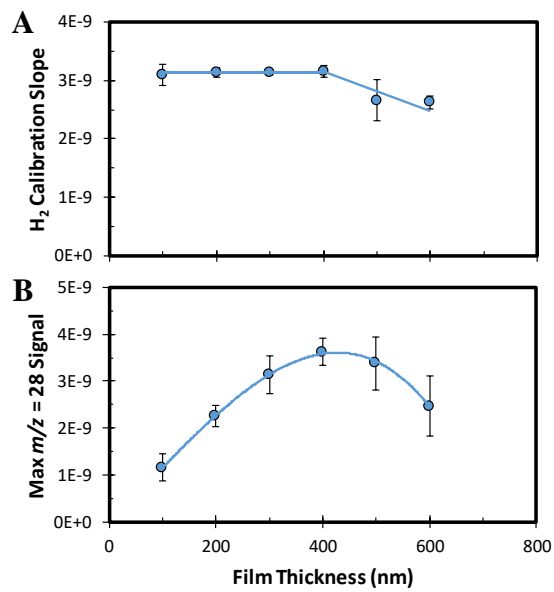 A
4E-9
3E-9
2E-9
1E-9
0E+0
H₂ Calibration Slope
B
5E-9
4E-9
3E-9
2E-9
1E-9
0E+0
Max m/z = 28 Signal
0 200 400 600 800
Film Thickness (nm)